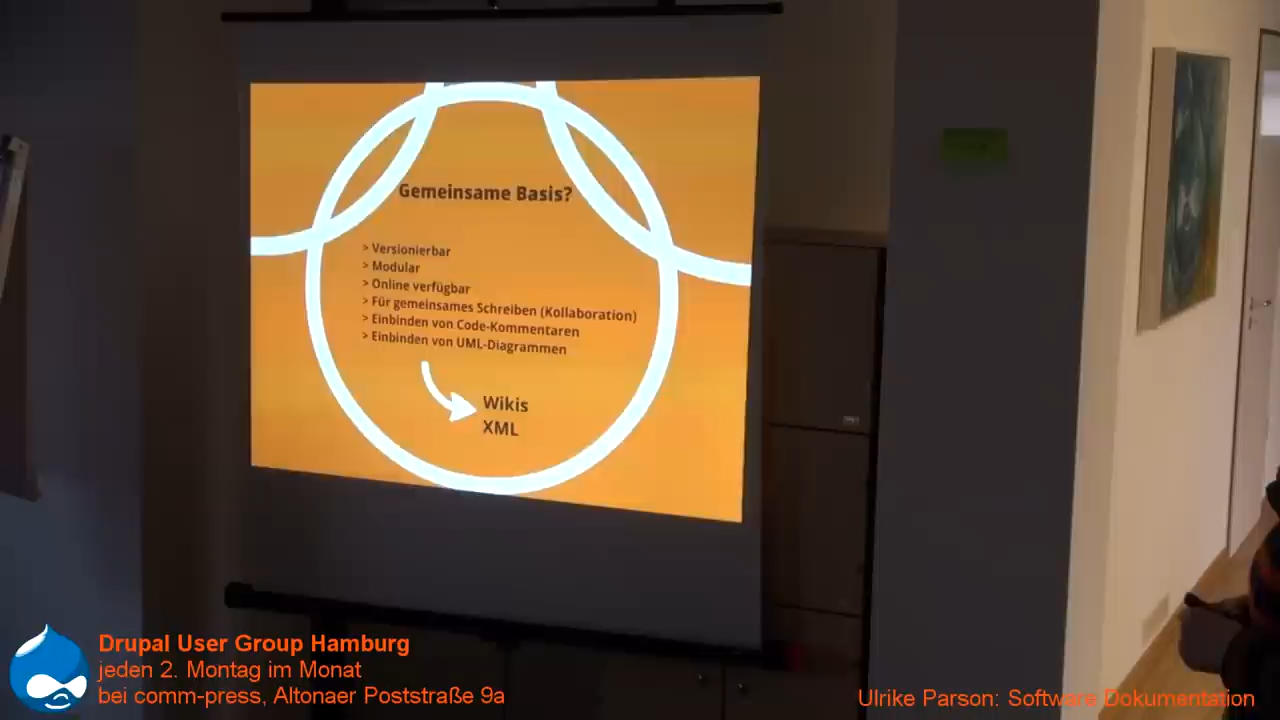 Gemeinsame Basis?
> Versionierbar
> Modular
> Online verfügbar
> Für gemeinsames Schreiben (Kollaboration)
> Einbinden von Code-Kommentaren
> Einbinden von UML-Diagrammen
Wikis
XML
Drupal User Group Hamburg
jeden 2. Montag im Monat
bei comm-press, Altonaer Poststraße 9a
Ulrike Parson: Software Dokumentation